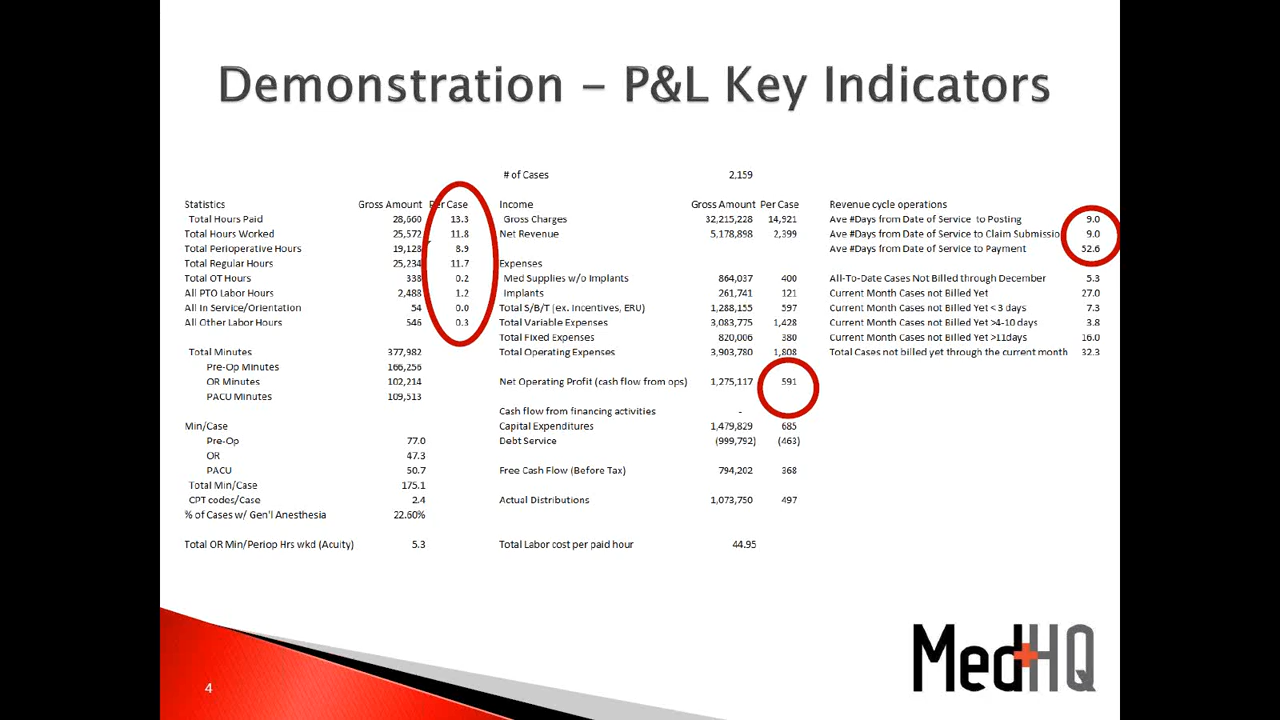 Demonstration – P&L Key Indicators
# of Cases 2,159
Statistics Gross Amount Per Case Income Gross Amount Per Case Revenue cycle operations
Total Hours Paid 28,660 13.3 Gross Charges 32,215,228 14,921 Ave #Days from Date of Service to Posting 9.0
Total Hours Worked 25,572 11.8 Net Revenue 5,178,898 2,399 Ave #Days from Date of Service to Claim Submissio 9.0
Total Perioperative Hours 19,128 8.9 Ave #Days from Date of Service to Payment 52.6
Total Regular Hours 25,234 11.7 Expenses
Total OT Hours 338 0.2 Med Supplies w/o Implants 864,037 400 All-To-Date Cases Not Billed through December 5.3
All PTO Labor Hours 2,488 1.2 Implants 261,741 121 Current Month Cases not Billed Yet 27.0
All In Service/Orientation 54 0.0 Total S/B/T (ex. Incentives, ERU) 1,288,155 597 Current Month Cases not Billed Yet < 3 days 7.3
All Other Labor Hours 546 0.3 Total Variable Expenses 3,083,775 1,428 Current Month Cases not Billed Yet >4-10 days 3.8
Total Fixed Expenses 820,006 380 Current Month Cases not Billed Yet >11days 16.0
Total Minutes 377,982 Total Operating Expenses 3,903,780 1,808 Total Cases not billed yet through the current month 32.3
Pre-Op Minutes 166,256
OR Minutes 102,214 Net Operating Profit (cash flow from ops) 1,275,117 591
PACU Minutes 109,513
Cash flow from financing activities -
Min/Case Capital Expenditures 1,479,829 685
Pre-Op 77.0 Debt Service (999,792) (463)
OR 47.3
PACU 50.7 Free Cash Flow (Before Tax) 794,202 368
Total Min/Case 175.1
CPT codes/Case 2.4 Actual Distributions 1,073,750 497
% of Cases w/ Gen'l Anesthesia 22.60%
Total OR Min/Periop Hrs wkd (Acuity) 5.3 Total Labor cost per paid hour 44.95
4
MedHQ